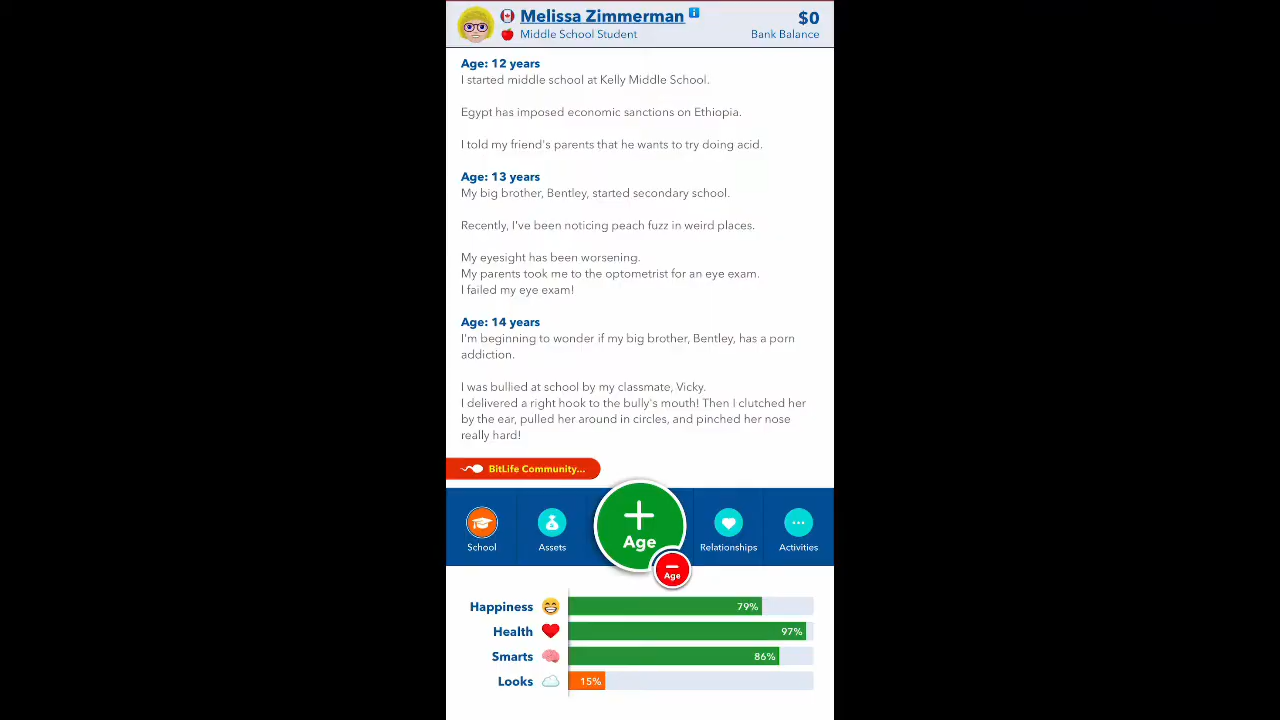 Melissa Zimmerman
$0
Middle School Student
Bank Balance
Age: 12 years
I started middle school at Kelly Middle School.
Egypt has imposed economic sanctions on Ethiopia.
I told my friend's parents that he wants to try doing acid.
Age: 13 years
My big brother, Bentley, started secondary school.
Recently, I've been noticing peach fuzz in weird places.
My eyesight has been worsening.
My parents took me to the optometrist for an eye exam.
I failed my eye exam!
Age: 14 years
I'm beginning to wonder if my big brother, Bentley, has a porn
addiction.
I was bullied at school by my classmate, Vicky.
I delivered a right hook to the bully's mouth! Then I clutched her
by the ear, pulled her around in circles, and pinched her nose
really hard!
BitLife Community...
School
Assets
Age
Age
Relationships
Activities
Happiness 79%
Health 97%
Smarts 86%
Looks 15%